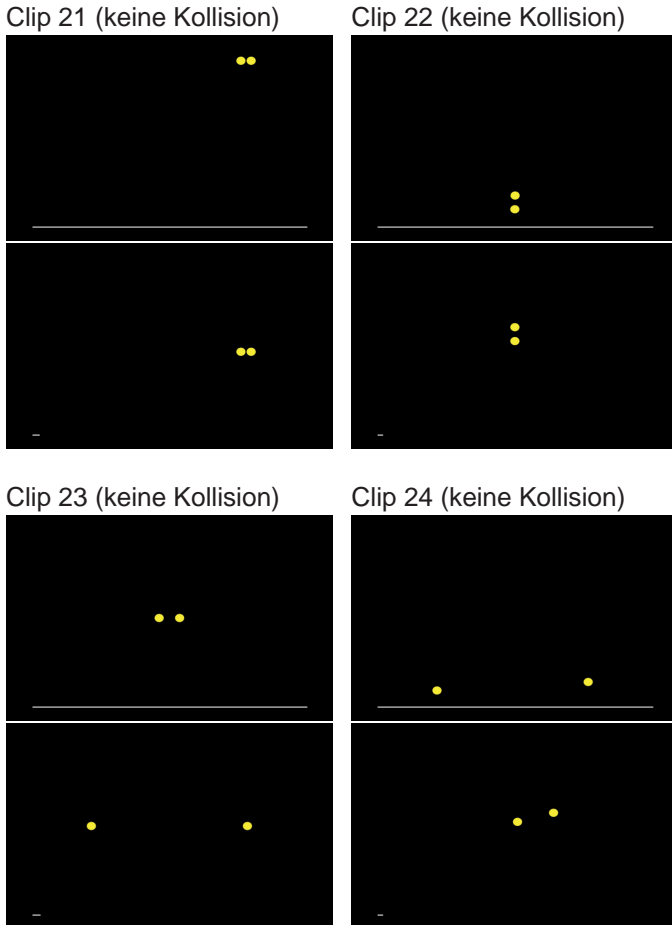 Clip 21 (keine Kollision)
Clip 22 (keine Kollision)
Clip 23 (keine Kollision)
Clip 24 (keine Kollision)